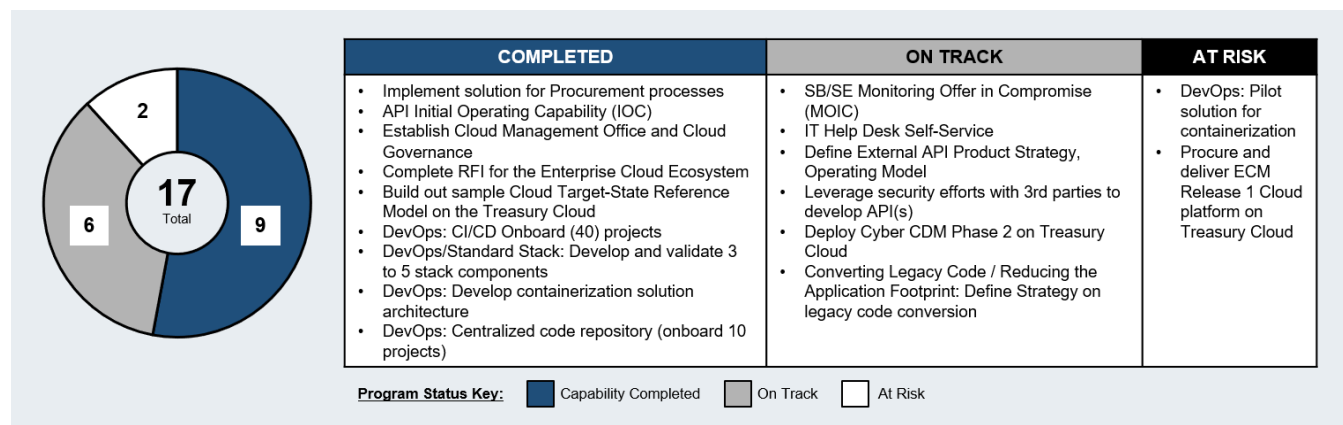 2
17
Total
6
9
COMPLETED
• Implement solution for Procurement processes
• API Initial Operating Capability (IOC)
• Establish Cloud Management Office and Cloud
Governance
• Complete RFI for the Enterprise Cloud Ecosystem
• Build out sample Cloud Target-State Reference
Model on the Treasury Cloud
• DevOps: CI/CD Onboard (40) projects
• DevOps/Standard Stack: Develop and validate 3
to 5 stack components
• DevOps: Develop containerization solution
architecture
• DevOps: Centralized code repository (onboard 10
projects)
ON TRACK
• SB/SE Monitoring Offer in Compromise
(MOIC)
• IT Help Desk Self-Service
• Define External API Product Strategy,
Operating Model
• Leverage security efforts with 3rd parties to
develop API(s)
• Deploy Cyber CDM Phase 2 on Treasury
Cloud
• Converting Legacy Code / Reducing the
Application Footprint: Define Strategy on
legacy code conversion
AT RISK
• DevOps: Pilot
solution for
containerization
• Procure and
deliver ECM
Release 1 Cloud
platform on
Treasury Cloud
Program Status Key:
Capability Completed
On Track
At Risk